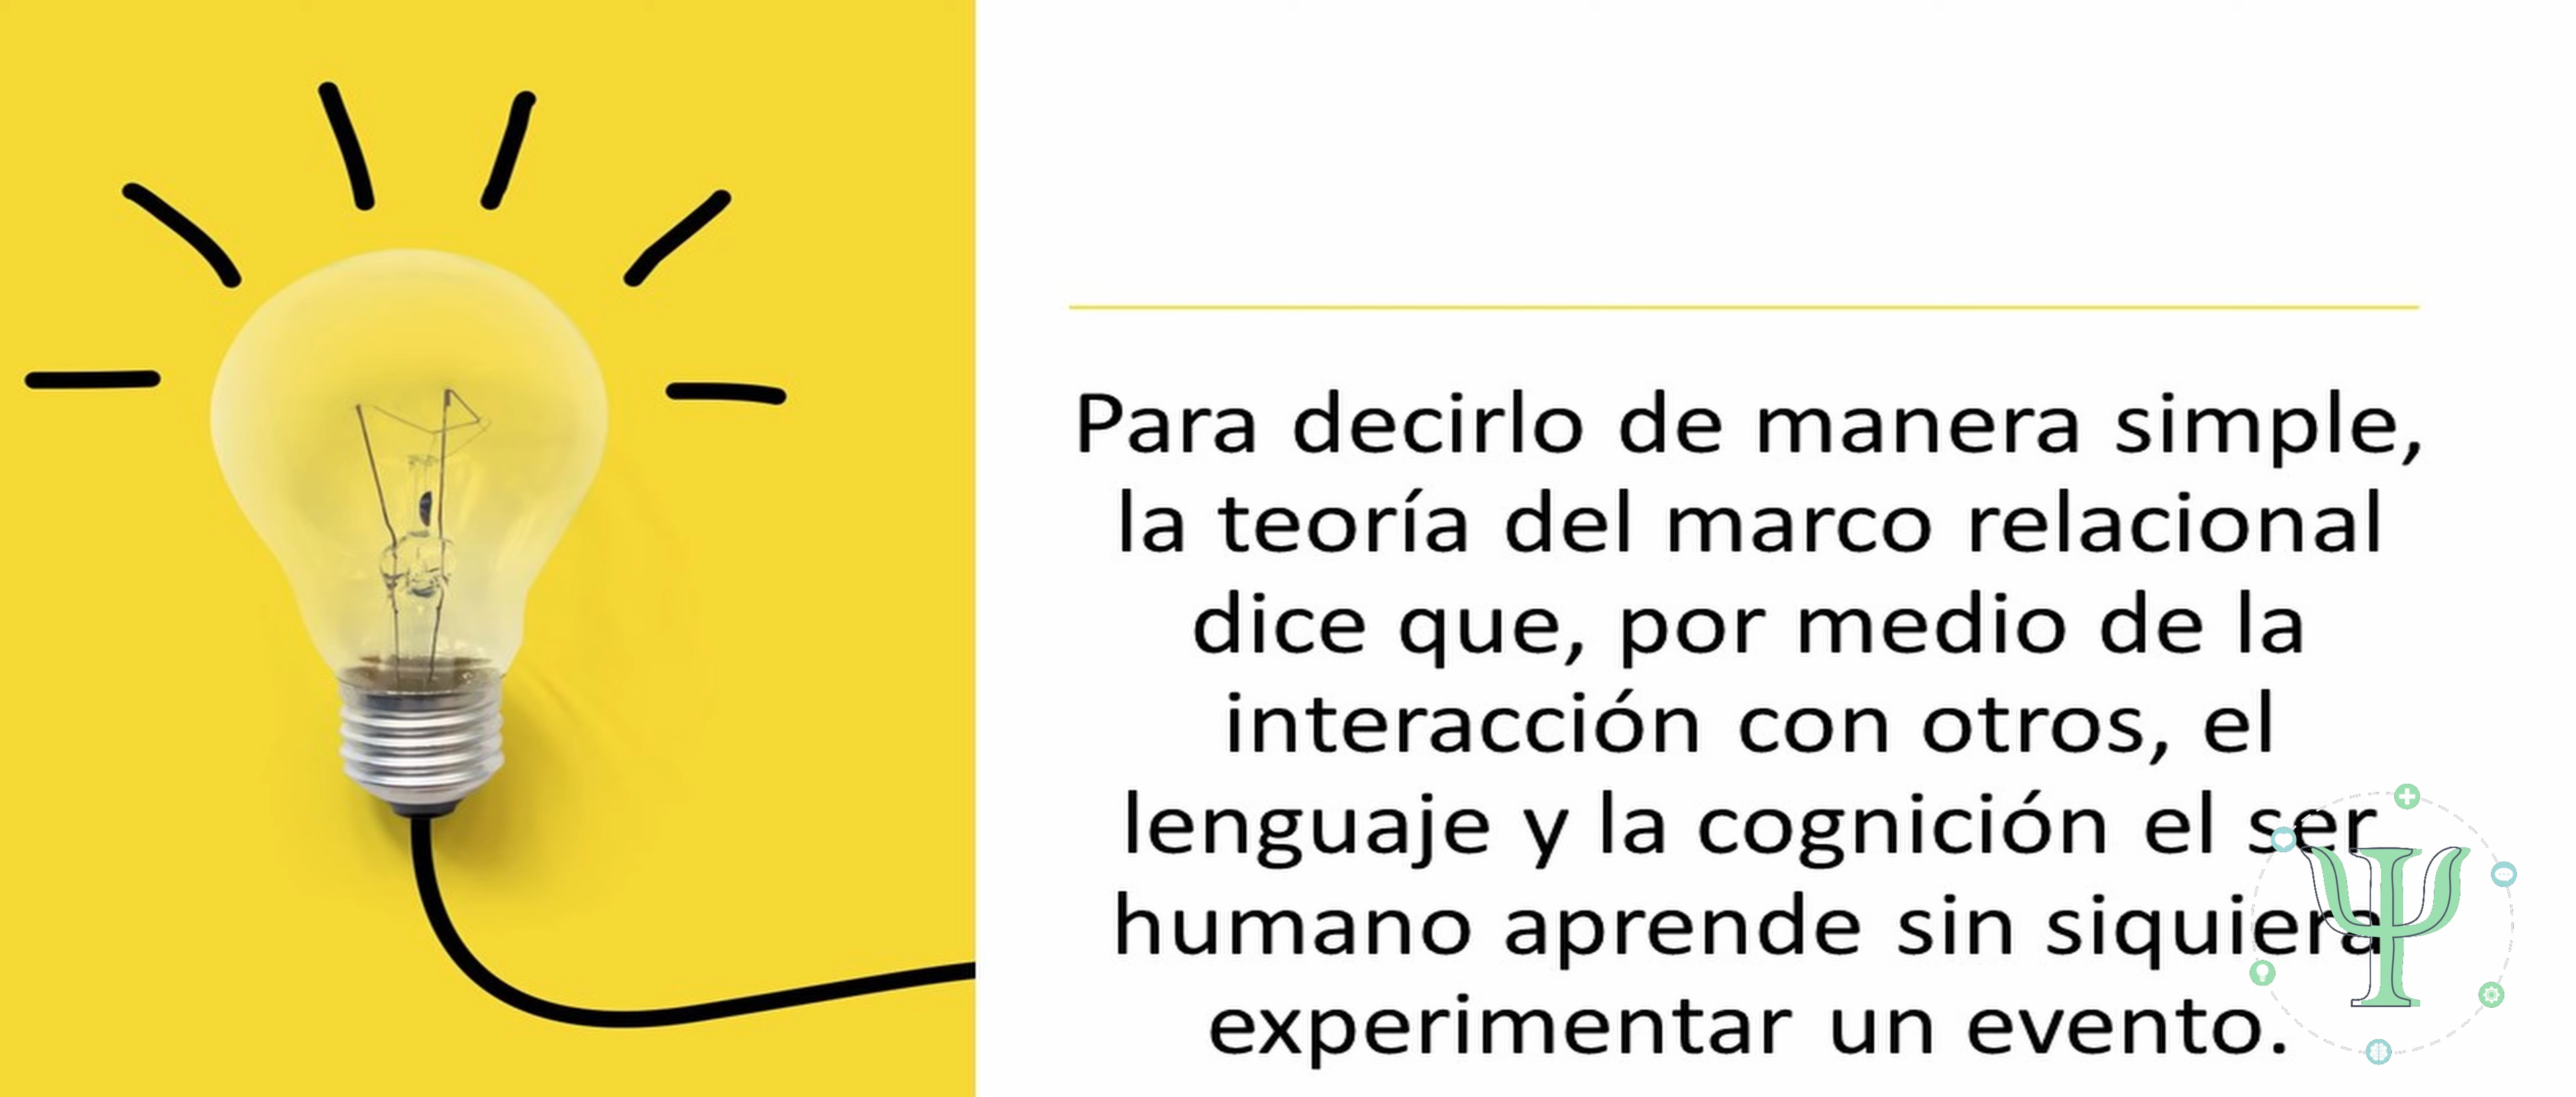 Para decirlo de manera simple,
la teoría del marco relacional
dice que, por medio de la
interacción con otros, el
lenguaje y la cognición el ser
humano aprende sin siquiera
experimentar un evento.